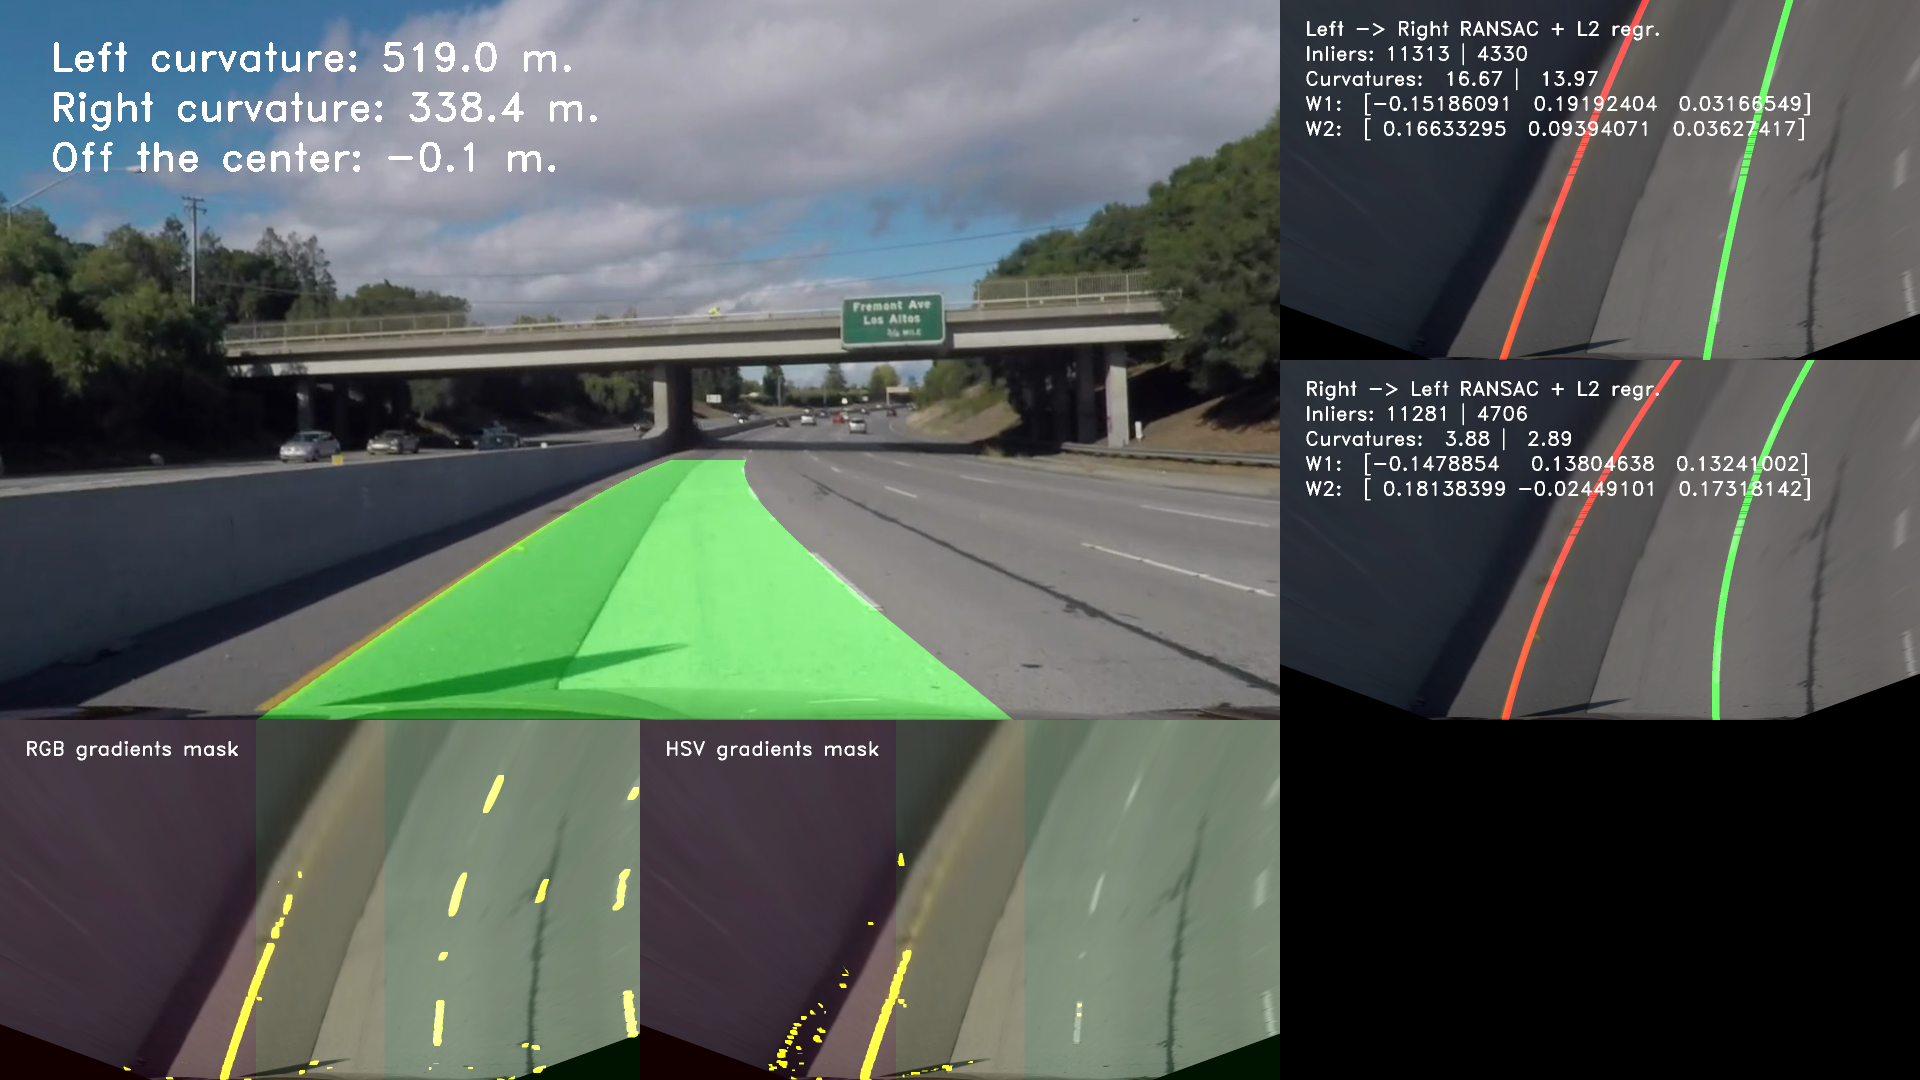 Left curvature: 519.0 m.
Right curvature: 338.4 m.
Off the center: -0.1 m.
Fremont Ave
Los Altos
3/4 MILE
Left -> Right RANSAC + L2 regr.
Inliers: 11313 | 4330
Curvatures: 16.67 | 13.97
W1: [-0.15186091 0.19192404 0.03166549]
W2: [ 0.16633295 0.09394071 0.03627417]
Right -> Left RANSAC + L2 regr.
Inliers: 11281 | 4706
Curvatures: 3.88 | 2.89
W1: [-0.1478854 0.13804638 0.13241002]
W2: [ 0.18138399 -0.02449101 0.17318142]
RGB gradients mask
HSV gradients mask